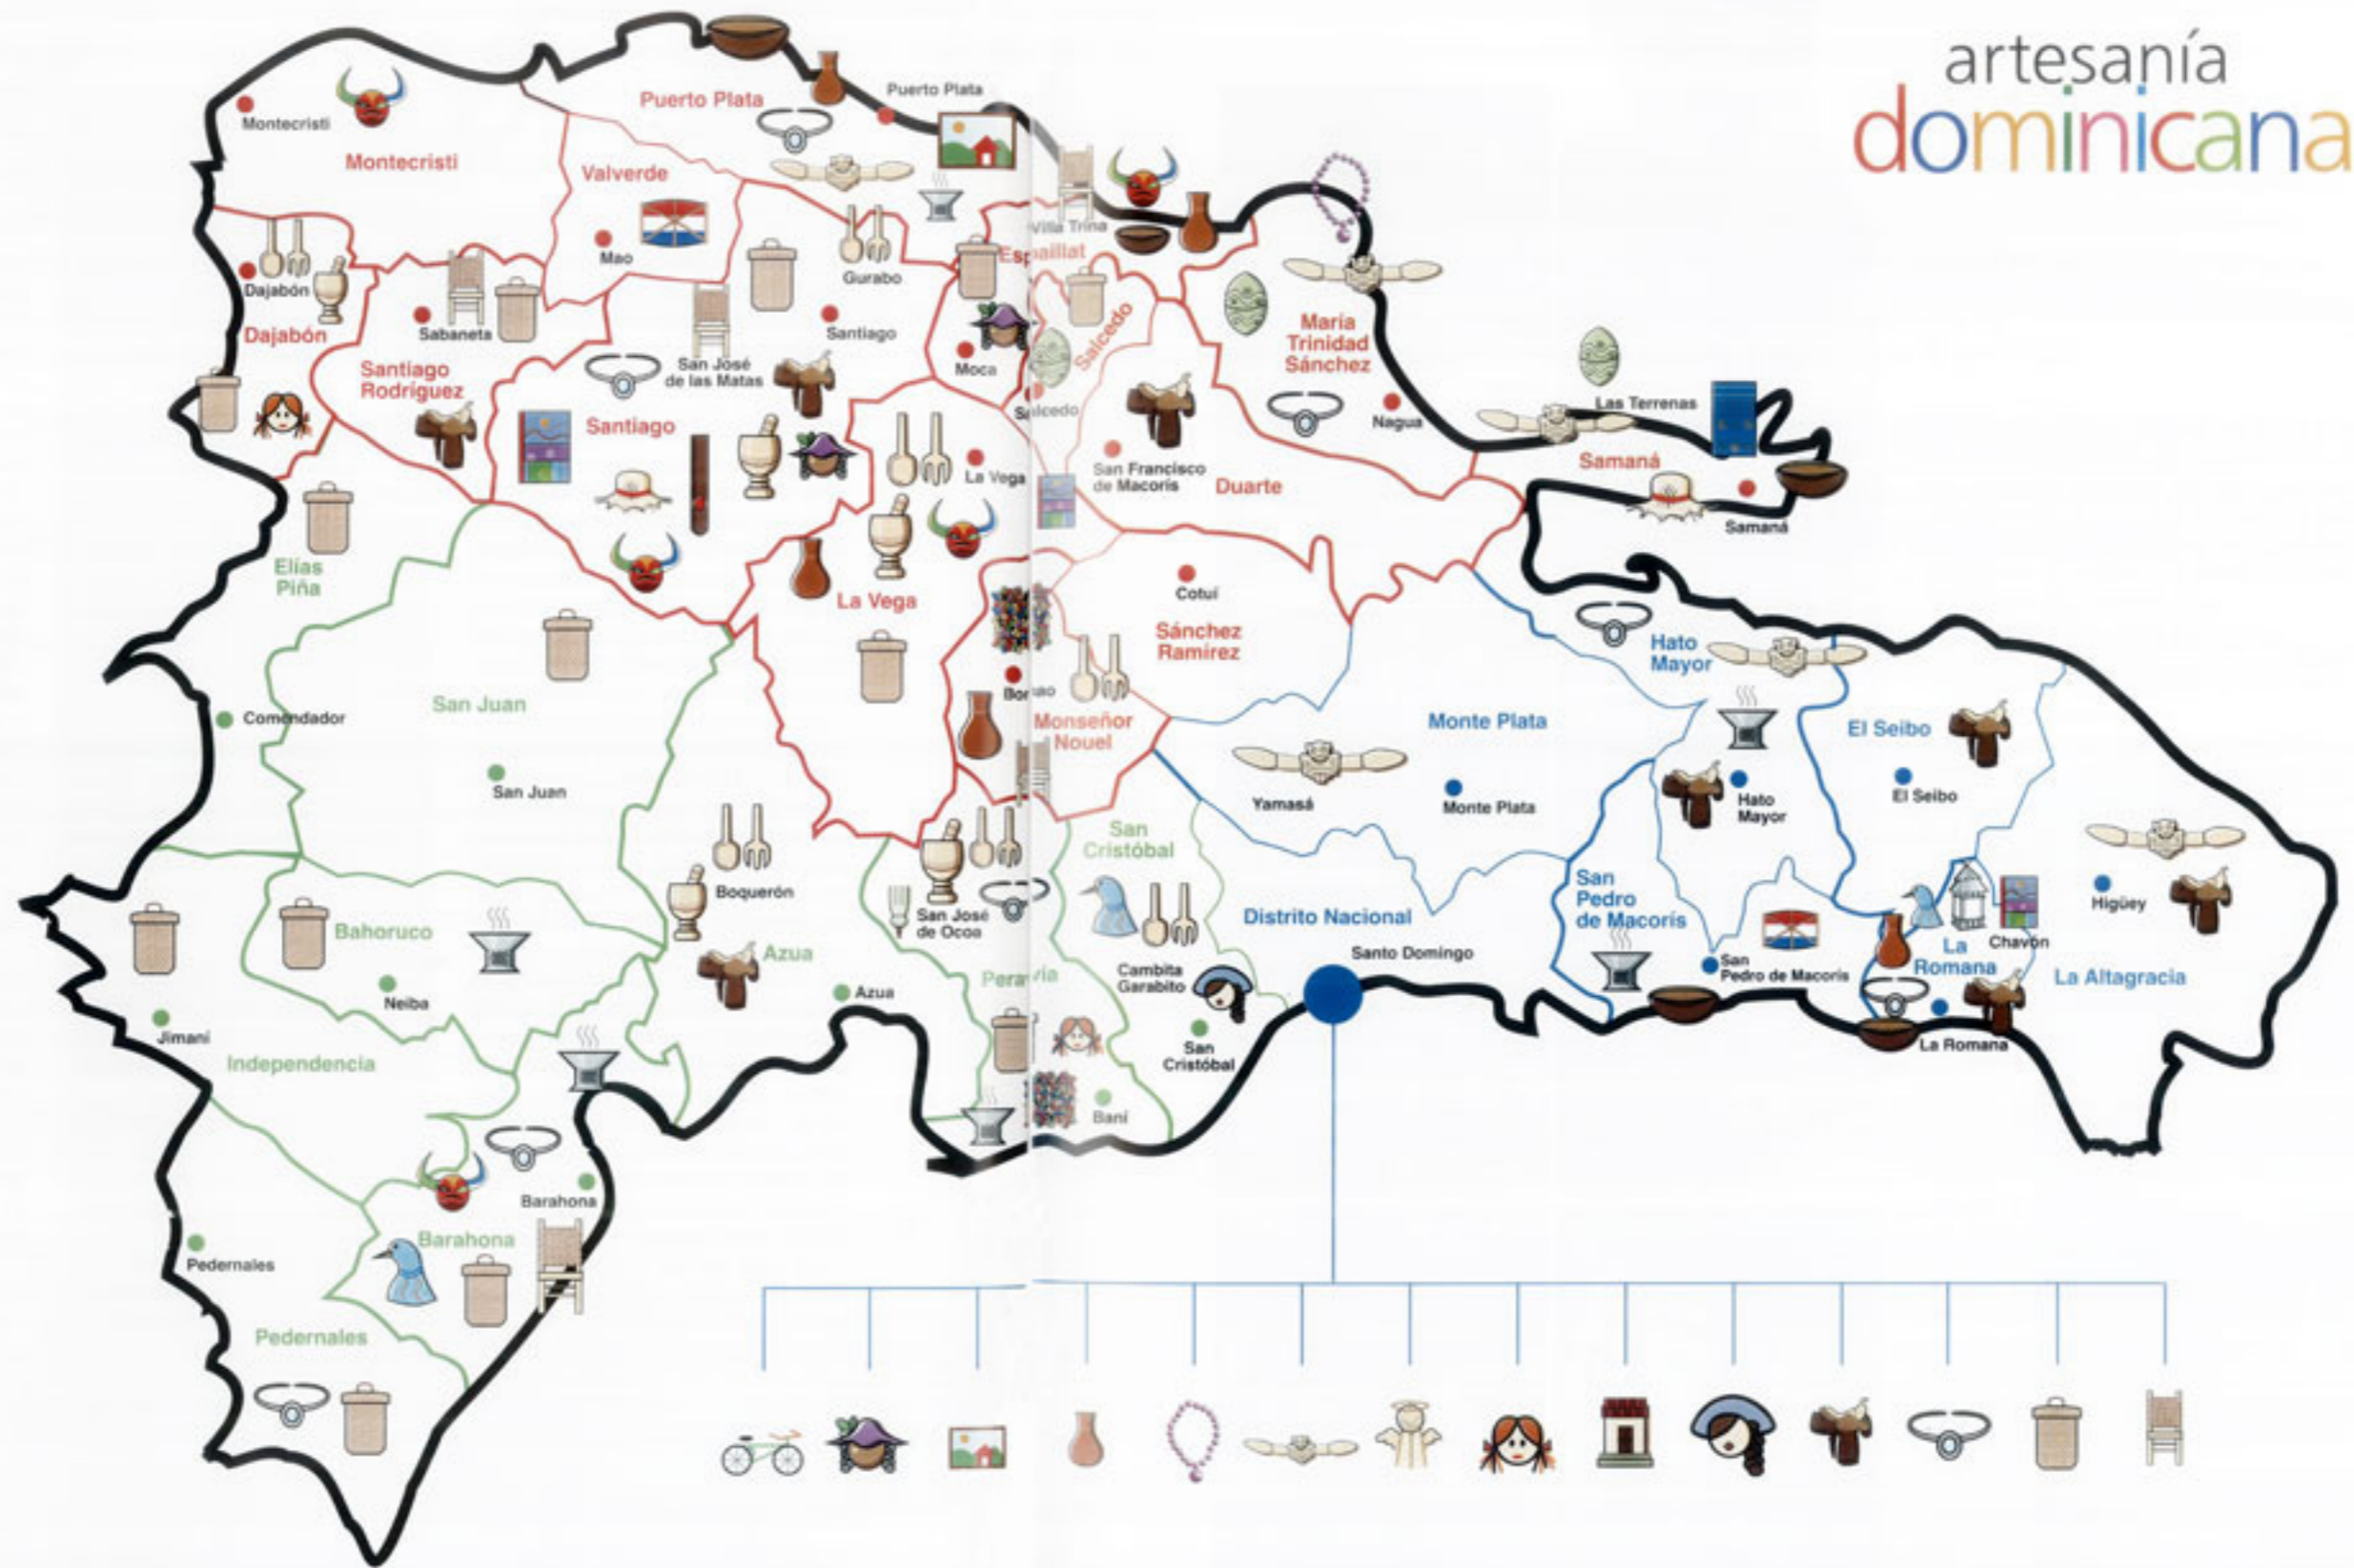 artesanía
dominicana
Puerto Plata
Puerto Plata
Montecristi
Montecristi
Valverde
Mao
Villa Trina
Espaillat
Gurabo
Dajabón
Dajabón
Sabaneta
Santiago
Rodríguez
San José
de las Matas
Santiago
Santiago
Moca
Salcedo
Salcedo
María
Trinidad
Sánchez
Nagua
Las Terrenas
Samaná
Samaná
La Vega
La Vega
San Francisco
de Macorís
Duarte
Elías
Piña
Cotuí
Sánchez
Ramírez
Bonao
Monseñor
Nouel
Hato
Mayor
San Juan
San Juan
Comendador
Monte Plata
Monte Plata
Yamasá
El Seibo
El Seibo
Hato
Mayor
San
Cristóbal
Boquerón
Azua
Azua
San José
de Ocoa
Peravia
Baní
Cambita
Garabito
San
Cristóbal
Distrito Nacional
Santo Domingo
San
Pedro
de Macorís
San
Pedro de Macorís
La
Romana
Chavón
La Romana
Higüey
La Altagracia
Bahoruco
Neiba
Jimaní
Independencia
Barahona
Barahona
Pedernales
Pedernales